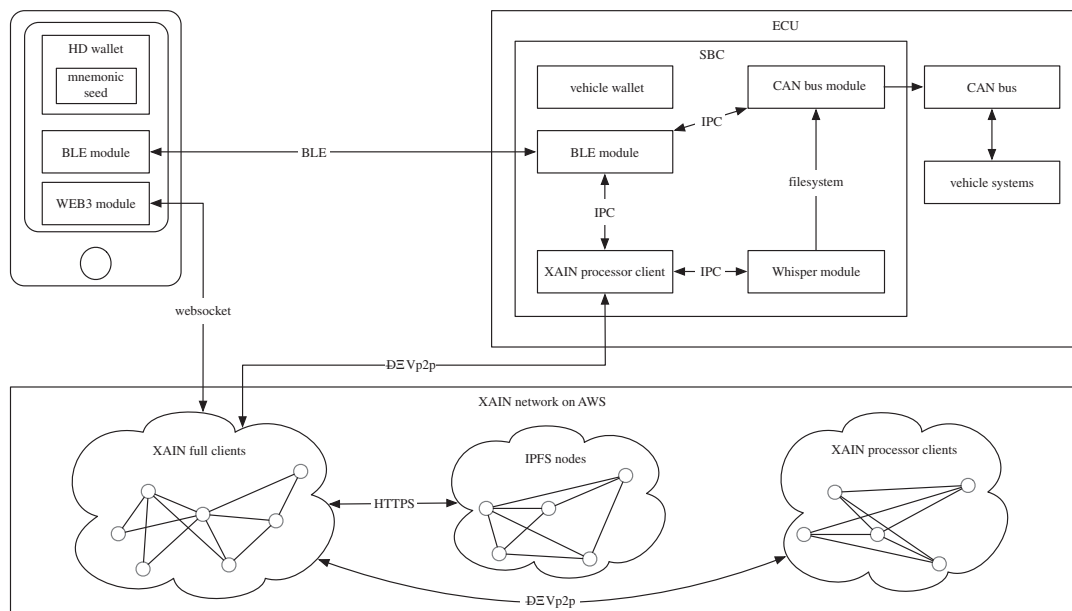 ECU
SBC
HD wallet
mnemonic
seed
BLE module
WEB3 module
BLE
vehicle wallet
CAN bus module
CAN bus
IPC
BLE module
filesystem
vehicle systems
IPC
XAIN processor client
IPC
Whisper module
websocket
DΞVp2p
XAIN network on AWS
XAIN full clients
IPFS nodes
XAIN processor clients
HTTPS
DΞVp2p